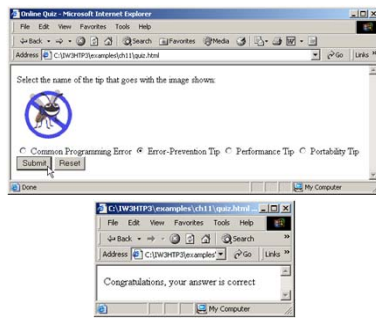 Online Quiz - Microsoft Internet Explorer
File Edit View Favorites Tools Help
Back Search Favorites Media
Address C:\IW3HTP3\examples\ch11\quiz.html Go Links »
Select the name of the tip that goes with the image shown:
Common Programming Error Error-Prevention Tip Performance Tip Portability Tip
Submit Reset
Done My Computer
C:\IW3HTP3\examples\ch11\quiz.html ...
File Edit View Favorites Tools Help
Back Search »
Address C:\IW3HTP3\examples\ Go Links »
Congratulations, your answer is correct
My Computer